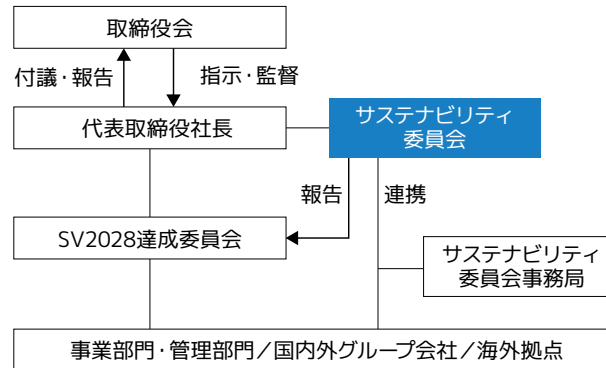 取締役会
付議・報告
指示・監督
代表取締役社長
サステナビリティ
委員会
報告
連携
SV2028達成委員会
サステナビリティ
委員会事務局
事業部門・管理部門／国内外グループ会社／海外拠点